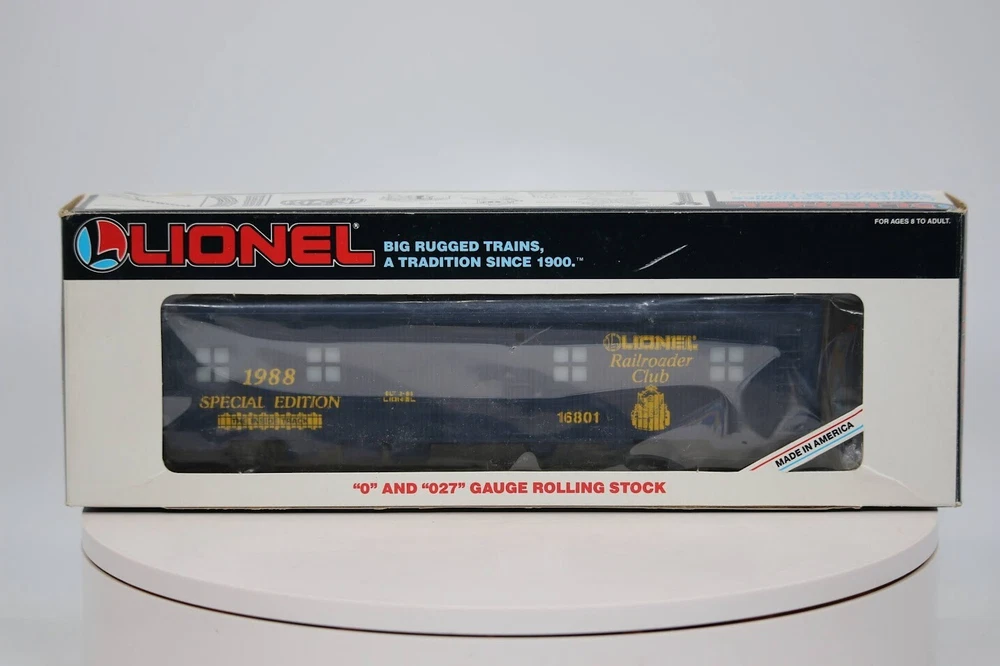 LIONEL®
BIG RUGGED TRAINS,
A TRADITION SINCE 1900.™
FOR AGES 8 TO ADULT.
1988
SPECIAL EDITION
LIONEL
LIONEL
Railroader
Club
16801
MADE IN AMERICA
"O" AND "027" GAUGE ROLLING STOCK